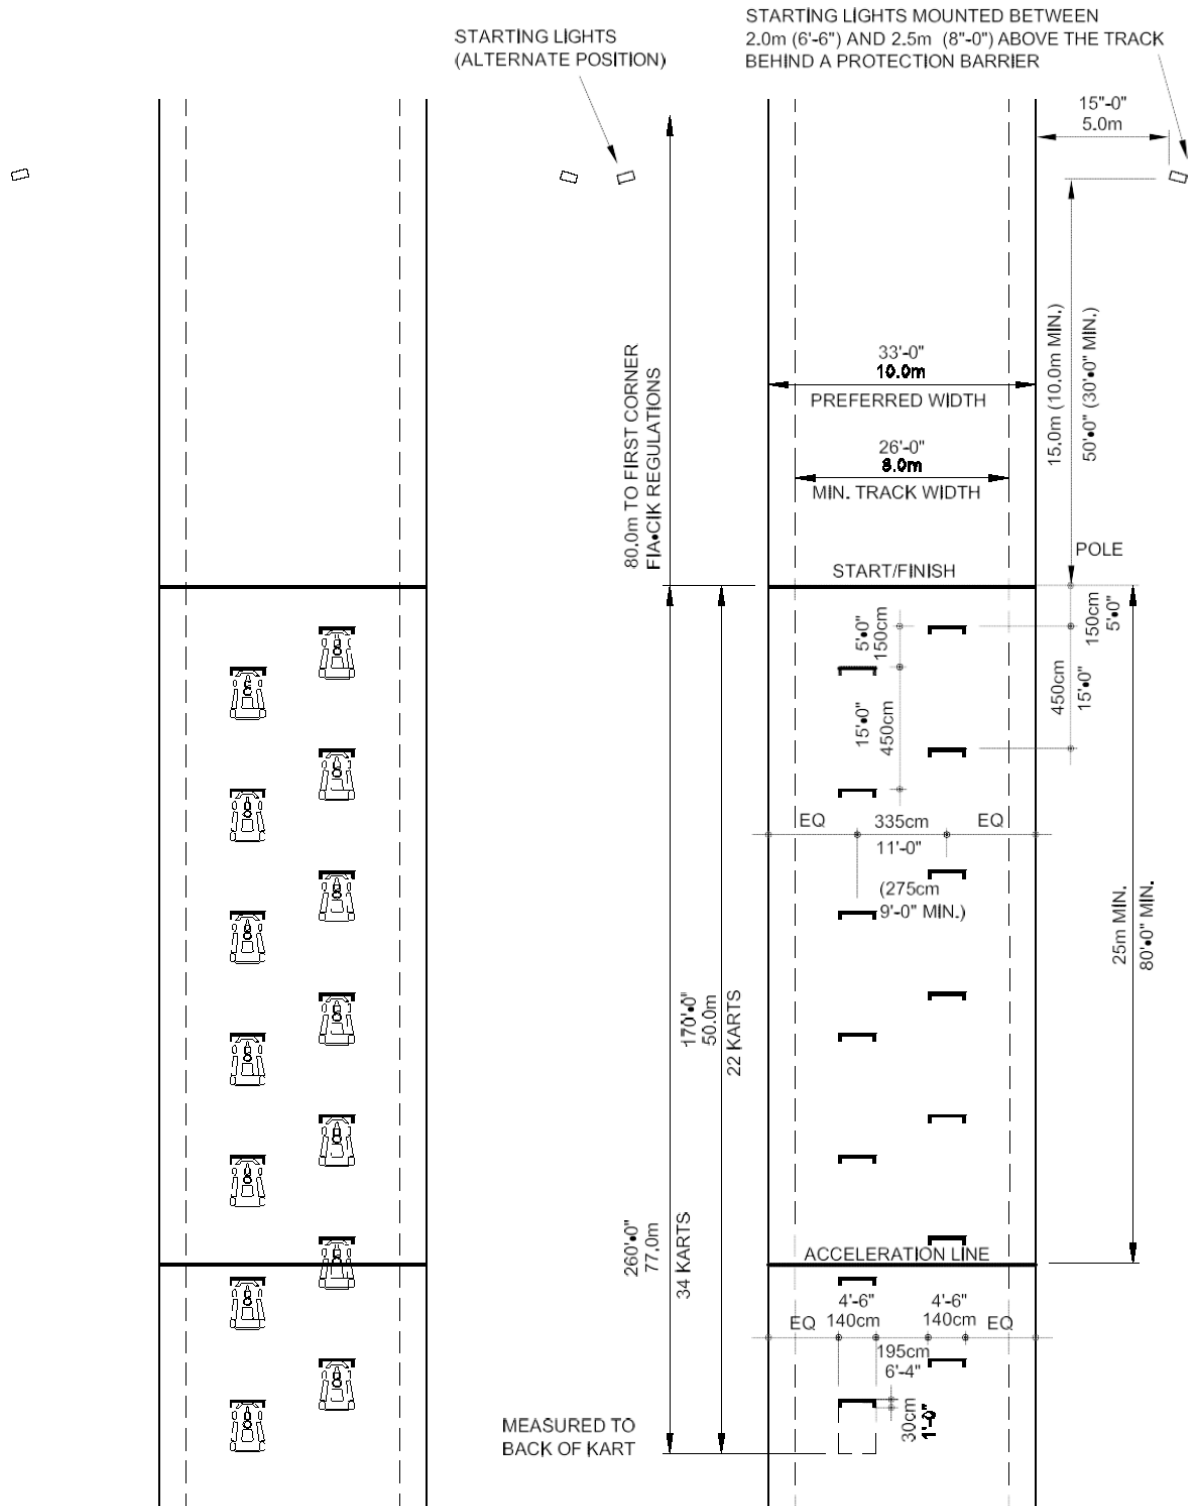 STARTING LIGHTS
(ALTERNATE POSITION)
STARTING LIGHTS MOUNTED BETWEEN
2.0m (6'-6") AND 2.5m (8"-0") ABOVE THE TRACK
BEHIND A PROTECTION BARRIER
15"-0"
5.0m
80.0m TO FIRST CORNER
FIA•CIK REGULATIONS
33'-0"
10.0m
PREFERRED WIDTH
26'-0"
8.0m
MIN. TRACK WIDTH
15.0m (10.0m MIN.)
50'•0" (30'•0" MIN.)
POLE
START/FINISH
5'•0"
150cm
150cm
5'•0"
15'•0"
450cm
450cm
15'•0"
EQ
335cm
EQ
11'-0"
(275cm
9'-0" MIN.)
25m MIN.
80'•0" MIN.
170'•0"
50.0m
22 KARTS
260'•0"
77.0m
34 KARTS
ACCELERATION LINE
4'-6"
4'-6"
EQ
140cm
140cm
EQ
195cm
6'-4"
30cm
1'-0"
MEASURED TO
BACK OF KART